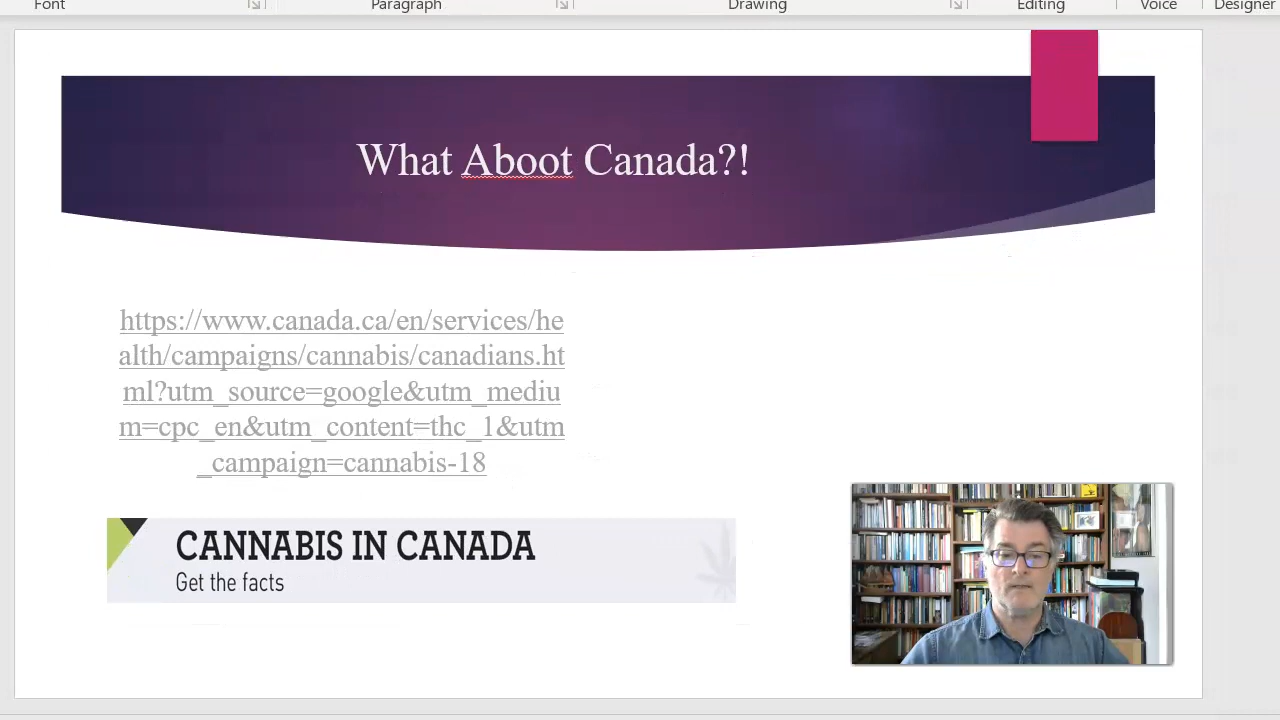 Font Paragraph Drawing Editing Voice Designer
What Aboot Canada?!
https://www.canada.ca/en/services/he
alth/campaigns/cannabis/canadians.ht
ml?utm_source=google&utm_mediu
m=cpc_en&utm_content=thc_1&utm
_campaign=cannabis-18
CANNABIS IN CANADA
Get the facts